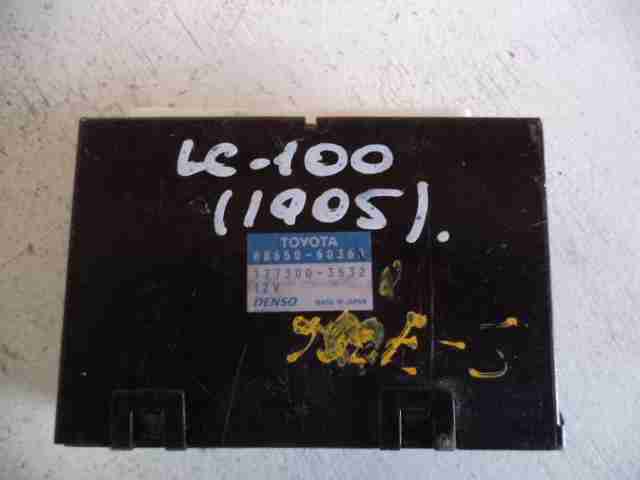 LC-100
(1905).
TOYOTA
88650-60361
177300-3532
12V
DENSO MADE IN JAPAN